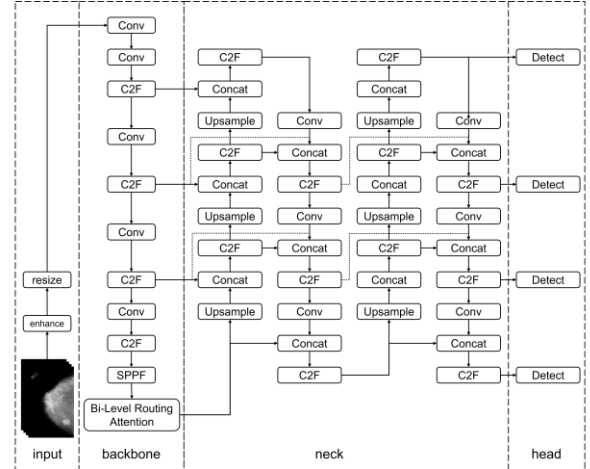 Conv
Conv
C2F
Conv
C2F
Conv
C2F
Conv
C2F
SPPF
Bi-Level Routing
Attention
resize
enhance
C2F
Concat
Upsample
C2F
Concat
Upsample
C2F
Concat
Upsample
Conv
Concat
C2F
Conv
Concat
C2F
Conv
Concat
C2F
C2F
Concat
Upsample
C2F
Concat
Upsample
C2F
Concat
Upsample
Conv
Concat
C2F
Conv
Concat
C2F
Conv
Concat
C2F
Detect
Detect
Detect
Detect
input
backbone
neck
head